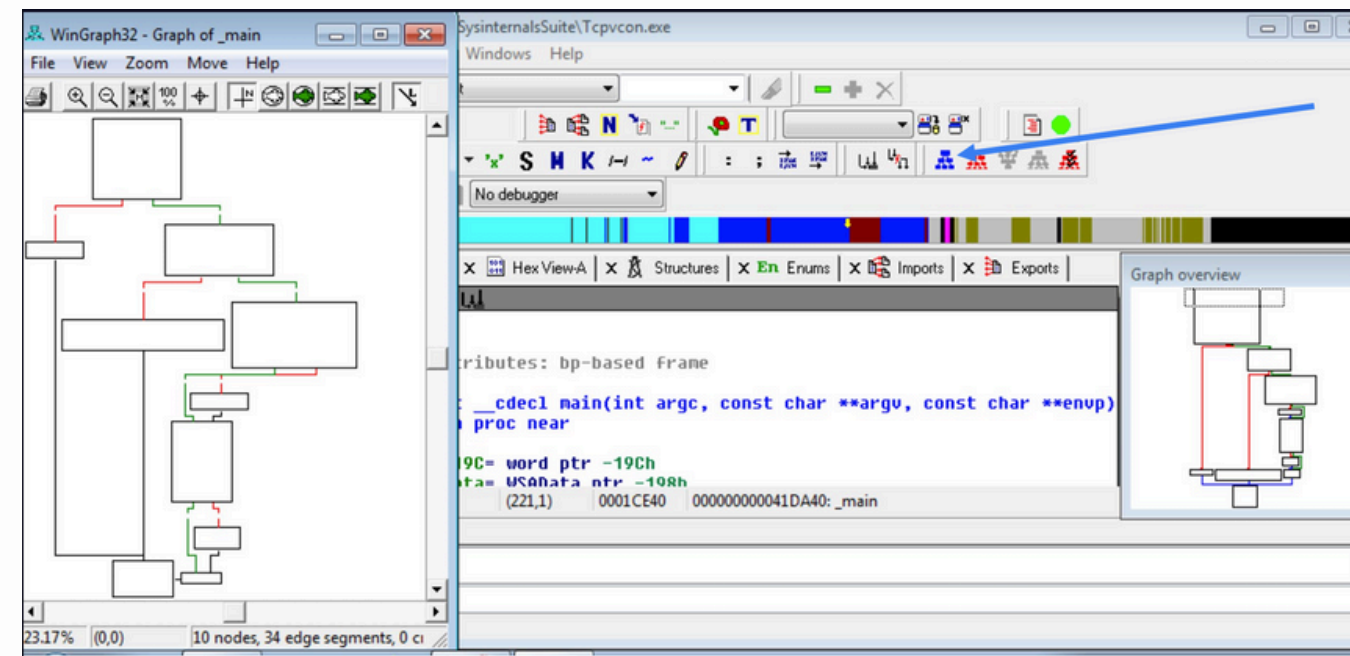 WinGraph32 - Graph of _main
File View Zoom Move Help
23.17% (0,0) 10 nodes, 34 edge segments, 0
SysinternalsSuite\Tcpvcon.exe
Windows Help
No debugger
Hex View-A Structures En Enums Imports Exports
tributes: bp-based frame
__cdecl main(int argc, const char **argv, const char **envp)
proc near
19C= word ptr -19Ch
ta= WSAData ptr -198h
(221,1) 0001CE40 000000000041DA40: _main
Graph overview